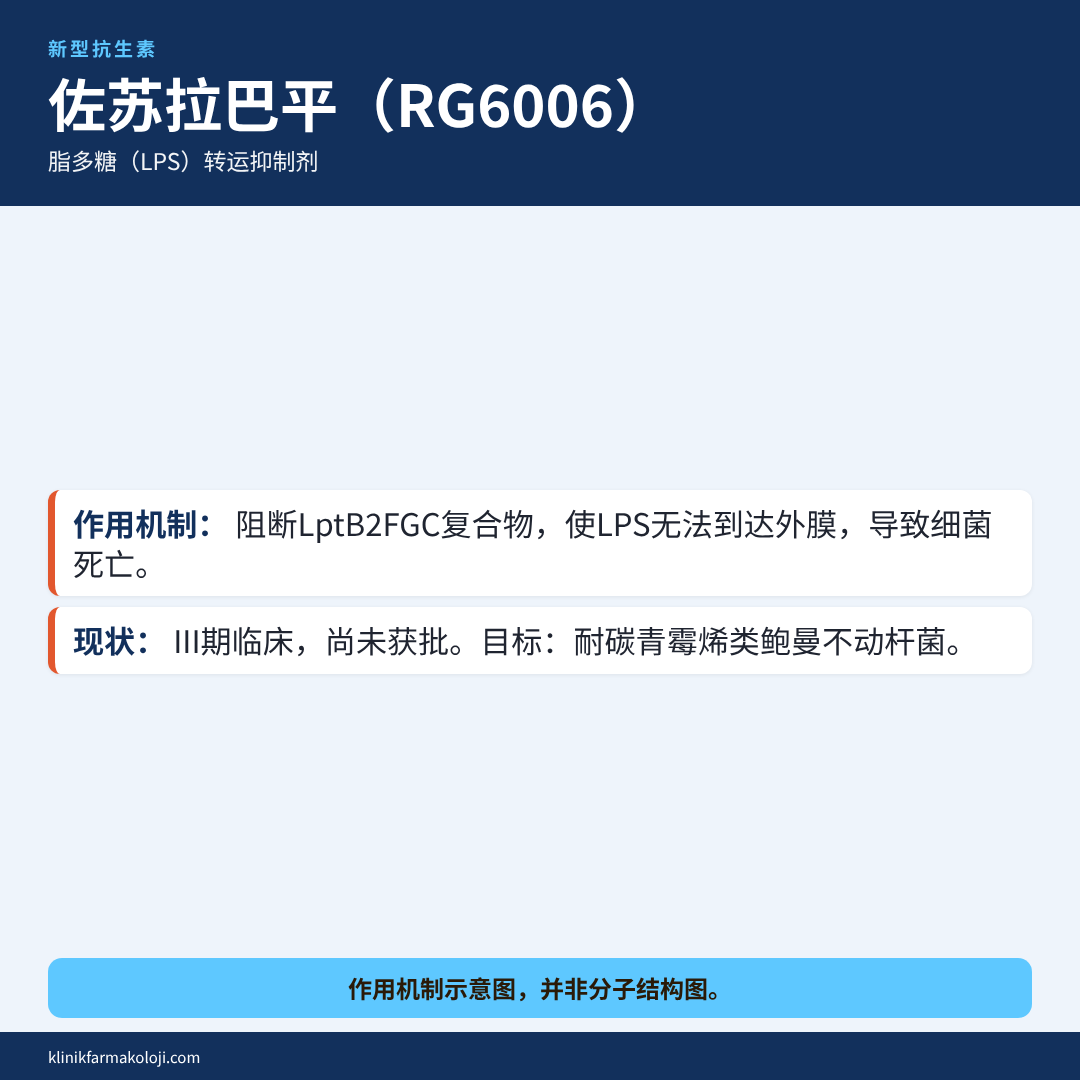 新型抗生素
佐苏拉巴平（RG6006）
脂多糖（LPS）转运抑制剂
作用机制： 阻断LptB2FGC复合物，使LPS无法到达外膜，导致细菌
死亡。
现状： III期临床，尚未获批。目标：耐碳青霉烯类鲍曼不动杆菌。
作用机制示意图，并非分子结构图。
klinikfarmakoloji.com